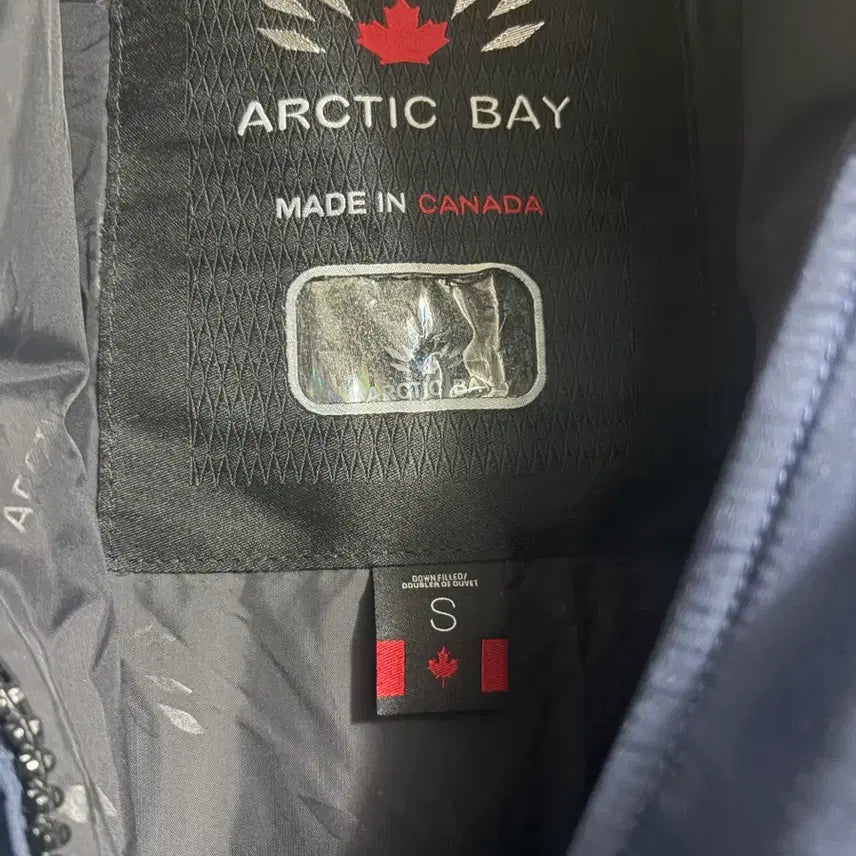 ARCTIC BAY
MADE IN CANADA
ARCTIC BAY
DOWN FILLED/
DOUBLER DE DUVET
S